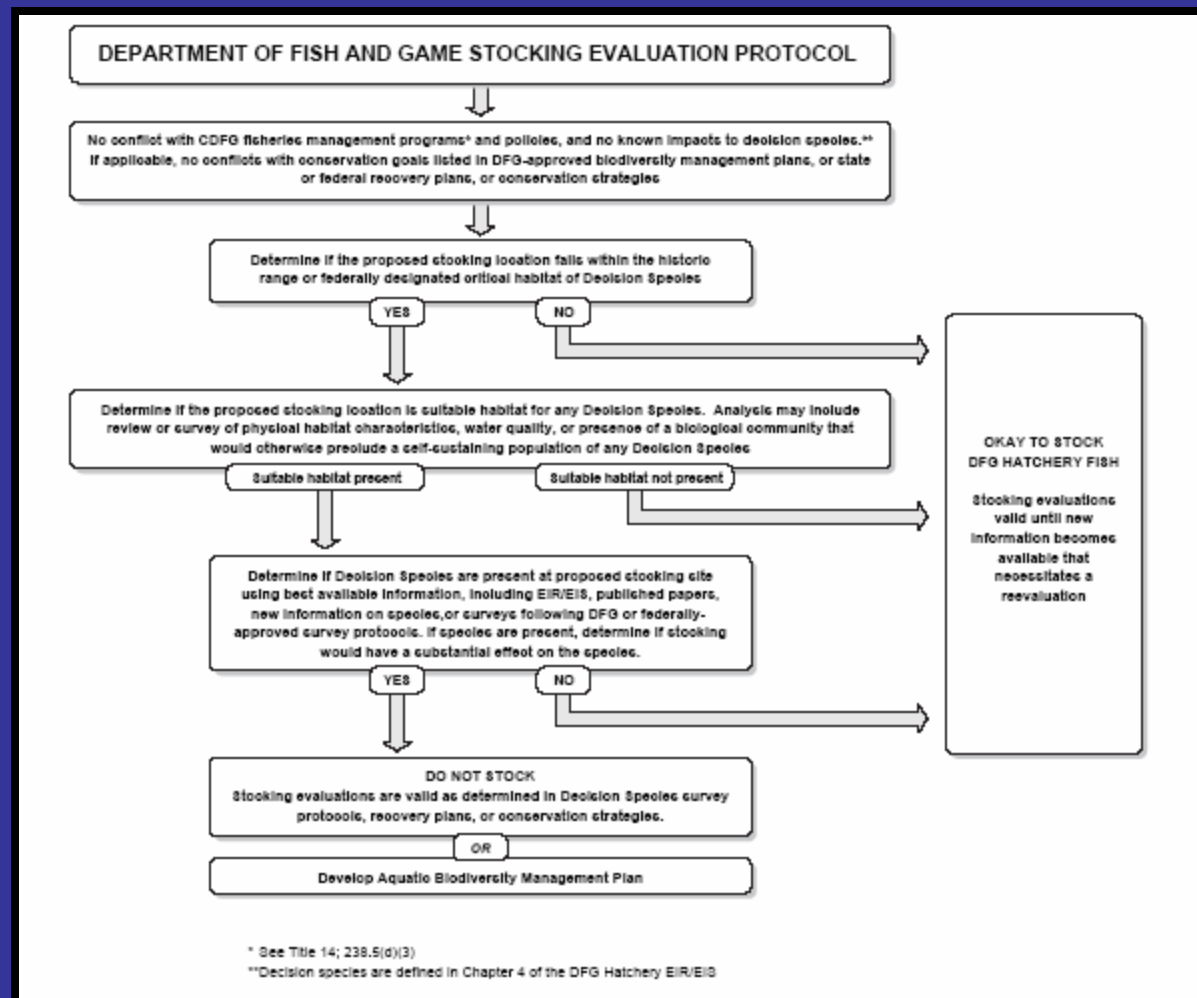 DEPARTMENT OF FISH AND GAME STOCKING EVALUATION PROTOCOL
No conflict with CDFG fisheries management programs* and policies, and no known impacts to decision species.**
If applicable, no conflicts with conservation goals listed in DFG-approved biodiversity management plans, or state
or federal recovery plans, or conservation strategies
Determine if the proposed stocking location falls within the historic
range or federally designated critical habitat of Decision Species
YES
NO
Determine if the proposed stocking location is suitable habitat for any Decision Species. Analysis may include
review or survey of physical habitat characteristics, water quality, or presence of a biological community that
would otherwise preclude a self-sustaining population of any Decision Species
Suitable habitat present
Suitable habitat not present
OKAY TO STOCK
DFG HATCHERY FISH
Stocking evaluations
valid until new
information becomes
available that
necessitates a
reevaluation
Determine if Decision Species are present at proposed stocking site
using best available information, including EIR/EIS, published papers,
new information on species,or surveys following DFG or federally-
approved survey protocols. If species are present, determine if stocking
would have a substantial effect on the species.
YES
NO
DO NOT STOCK
Stocking evaluations are valid as determined in Decision Species survey
protocols, recovery plans, or conservation strategies.
OR
Develop Aquatic Biodiversity Management Plan
* See Title 14; 238.5(d)(3)
**Decision species are defined in Chapter 4 of the DFG Hatchery EIR/EIS